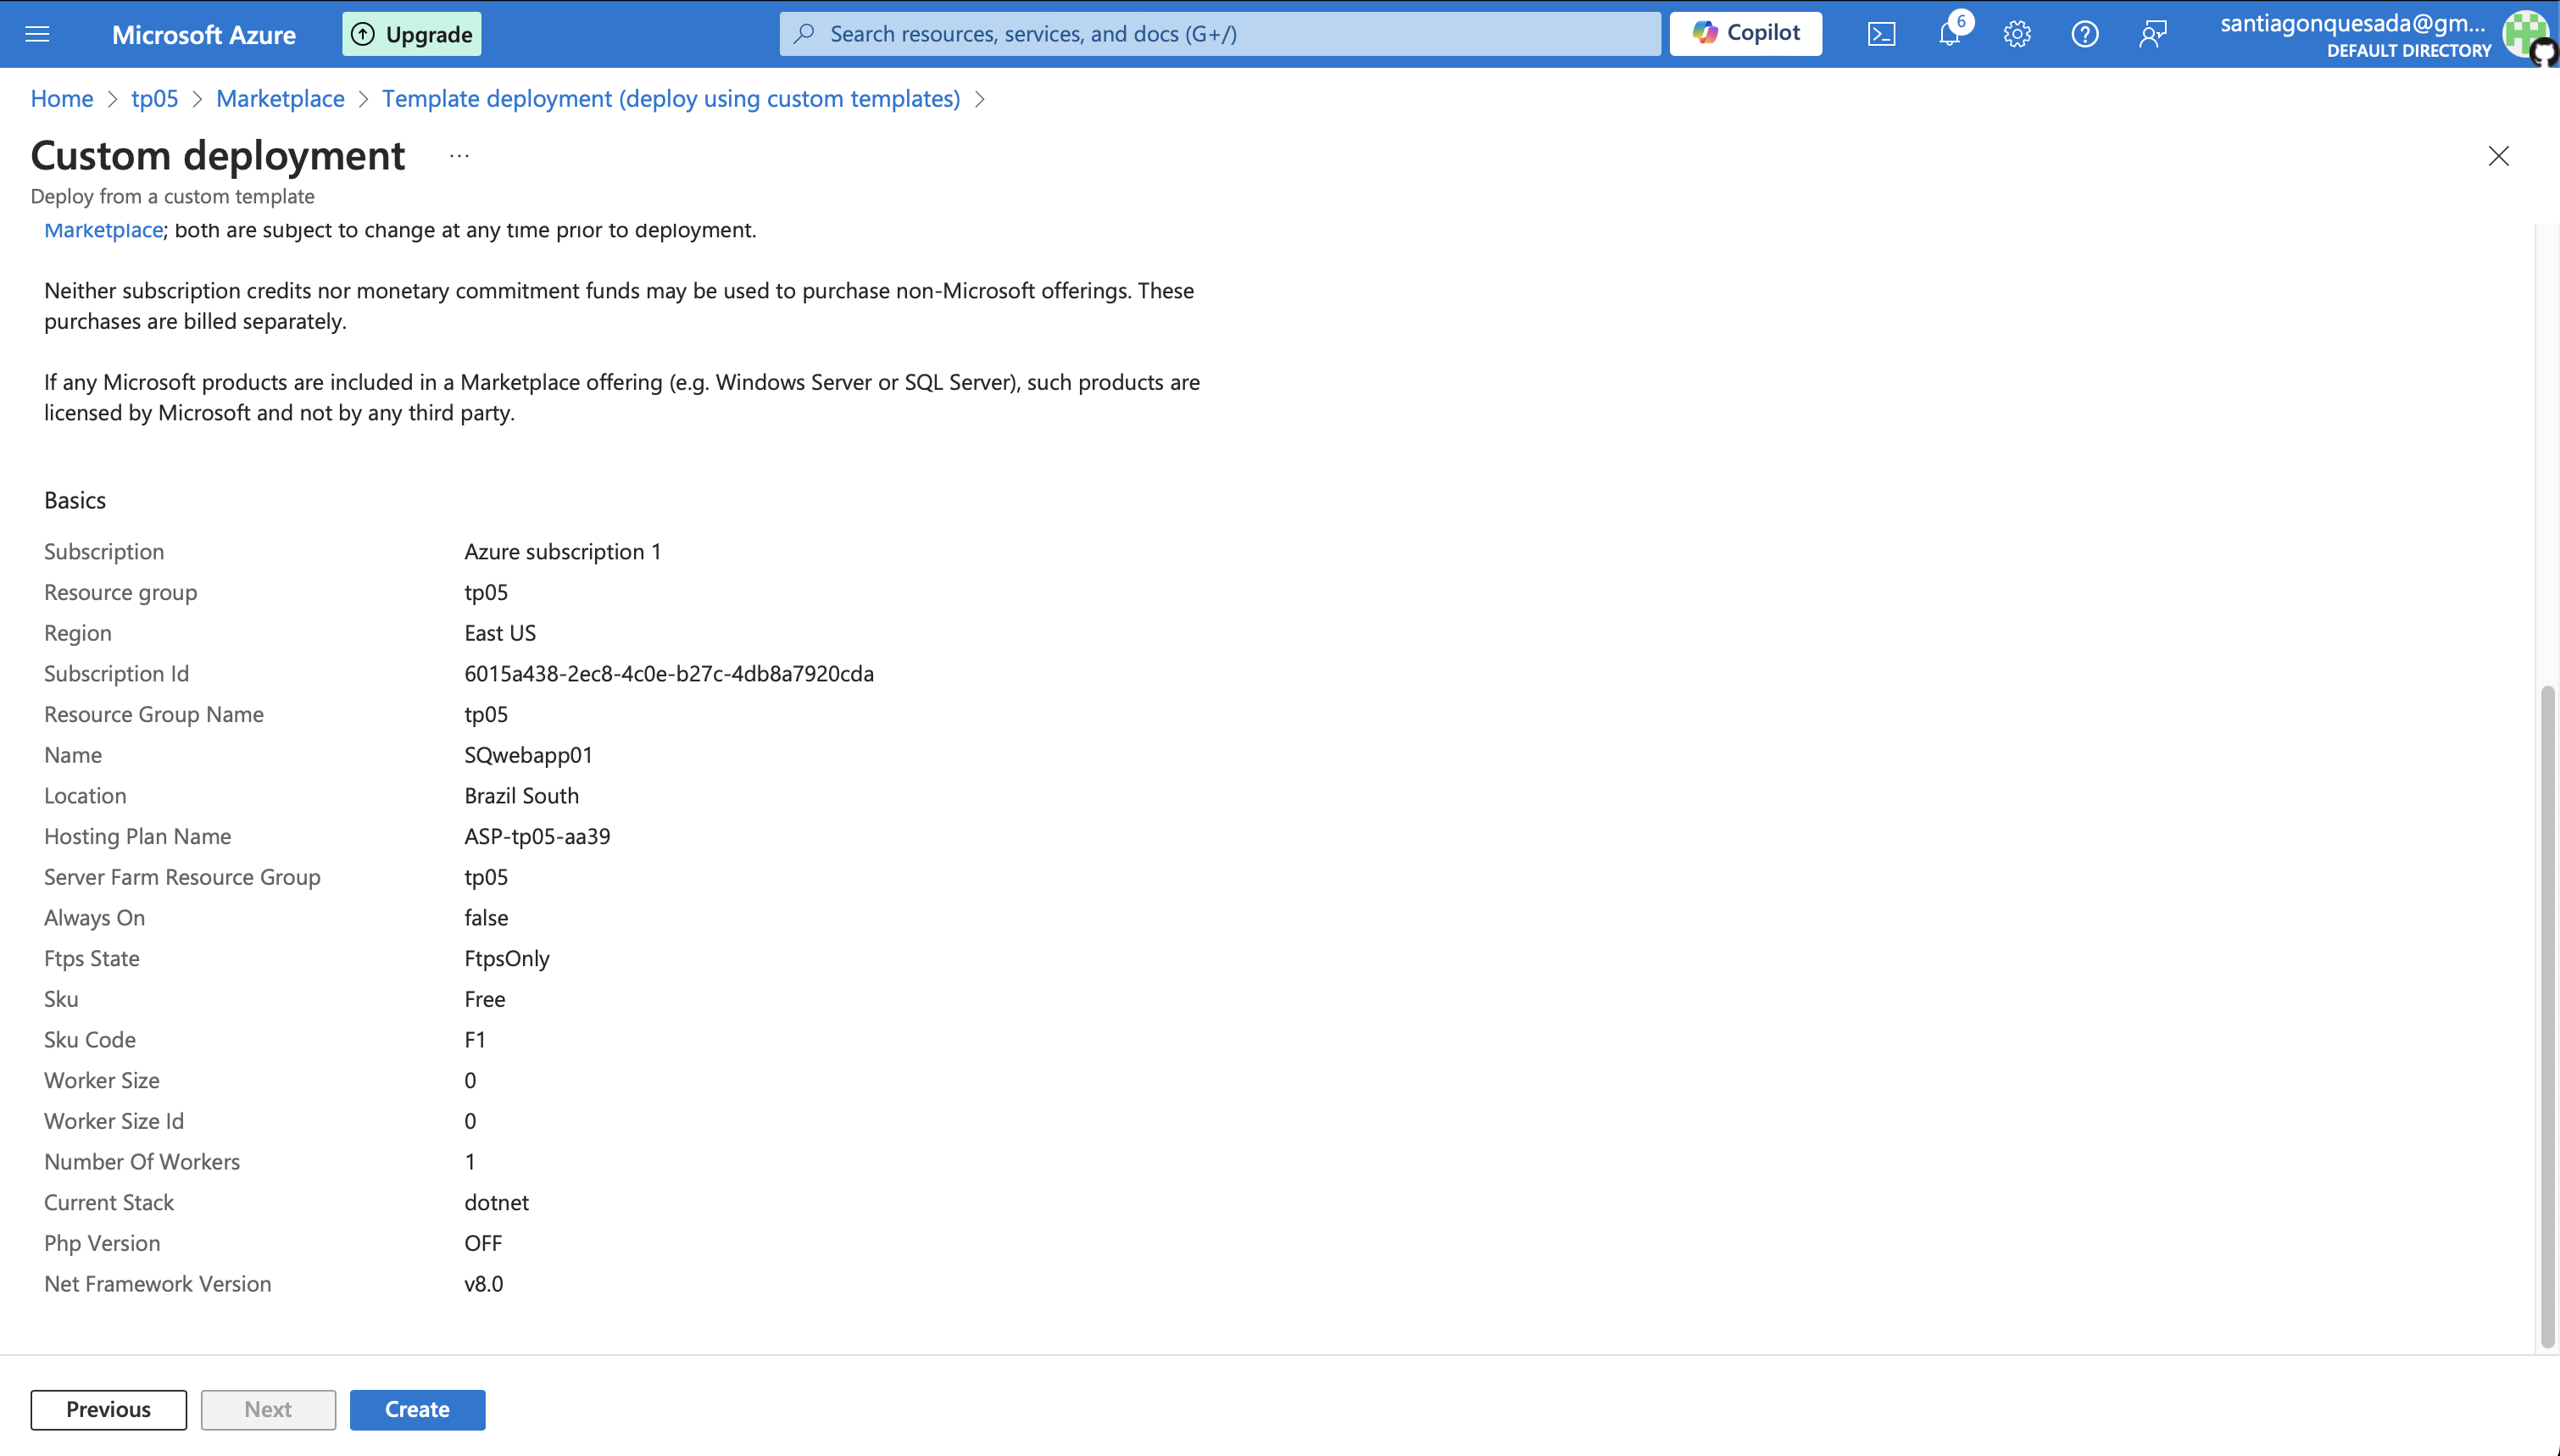 Microsoft Azure
Upgrade
Search resources, services, and docs (G+/)
Copilot
6
santiagonquesada@gm...
DEFAULT DIRECTORY
Home > tp05 > Marketplace > Template deployment (deploy using custom templates) >
Custom deployment ...
Deploy from a custom template
Marketplace; both are subject to change at any time prior to deployment.
Neither subscription credits nor monetary commitment funds may be used to purchase non-Microsoft offerings. These
purchases are billed separately.
If any Microsoft products are included in a Marketplace offering (e.g. Windows Server or SQL Server), such products are
licensed by Microsoft and not by any third party.
Basics
Subscription Azure subscription 1
Resource group tp05
Region East US
Subscription Id 6015a438-2ec8-4c0e-b27c-4db8a7920cda
Resource Group Name tp05
Name SQwebapp01
Location Brazil South
Hosting Plan Name ASP-tp05-aa39
Server Farm Resource Group tp05
Always On false
Ftps State FtpsOnly
Sku Free
Sku Code F1
Worker Size 0
Worker Size Id 0
Number Of Workers 1
Current Stack dotnet
Php Version OFF
Net Framework Version v8.0
Previous
Next
Create